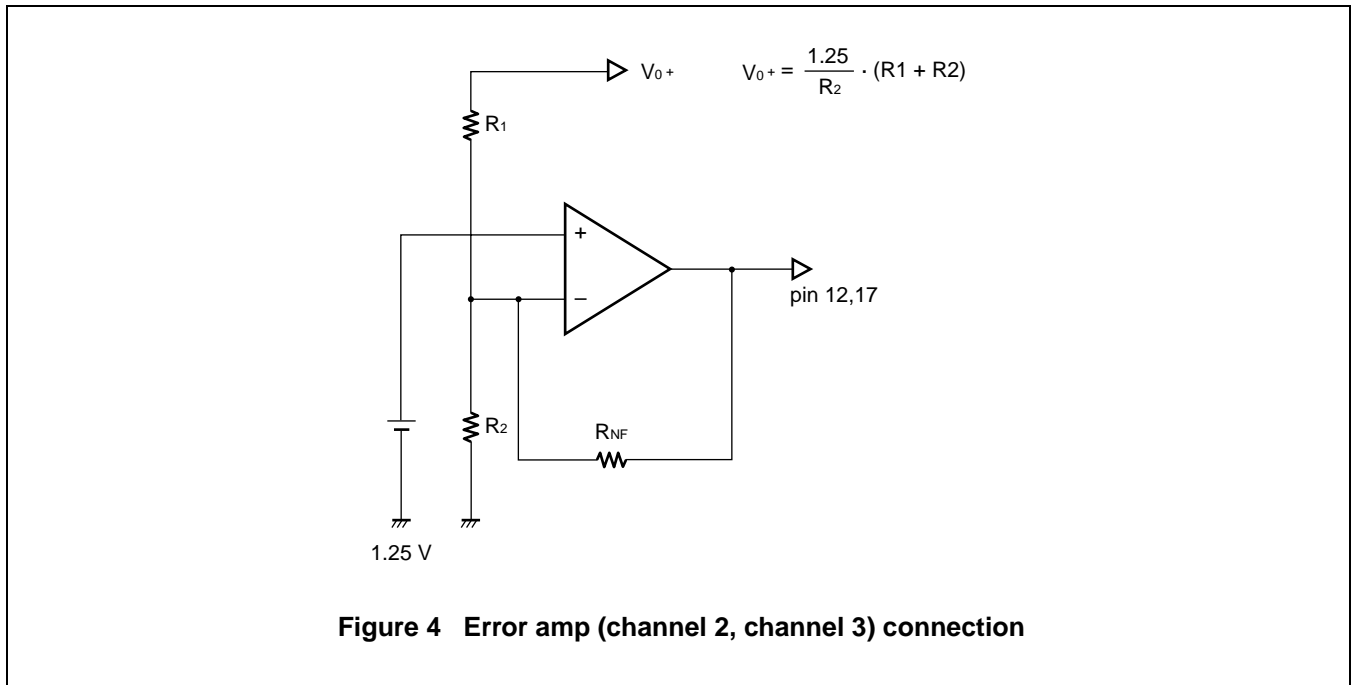 V0+
V0+ = 1.25 / R2 · (R1 + R2)
R1
+
−
pin 12,17
R2
RNF
1.25 V
Figure 4 Error amp (channel 2, channel 3) connection